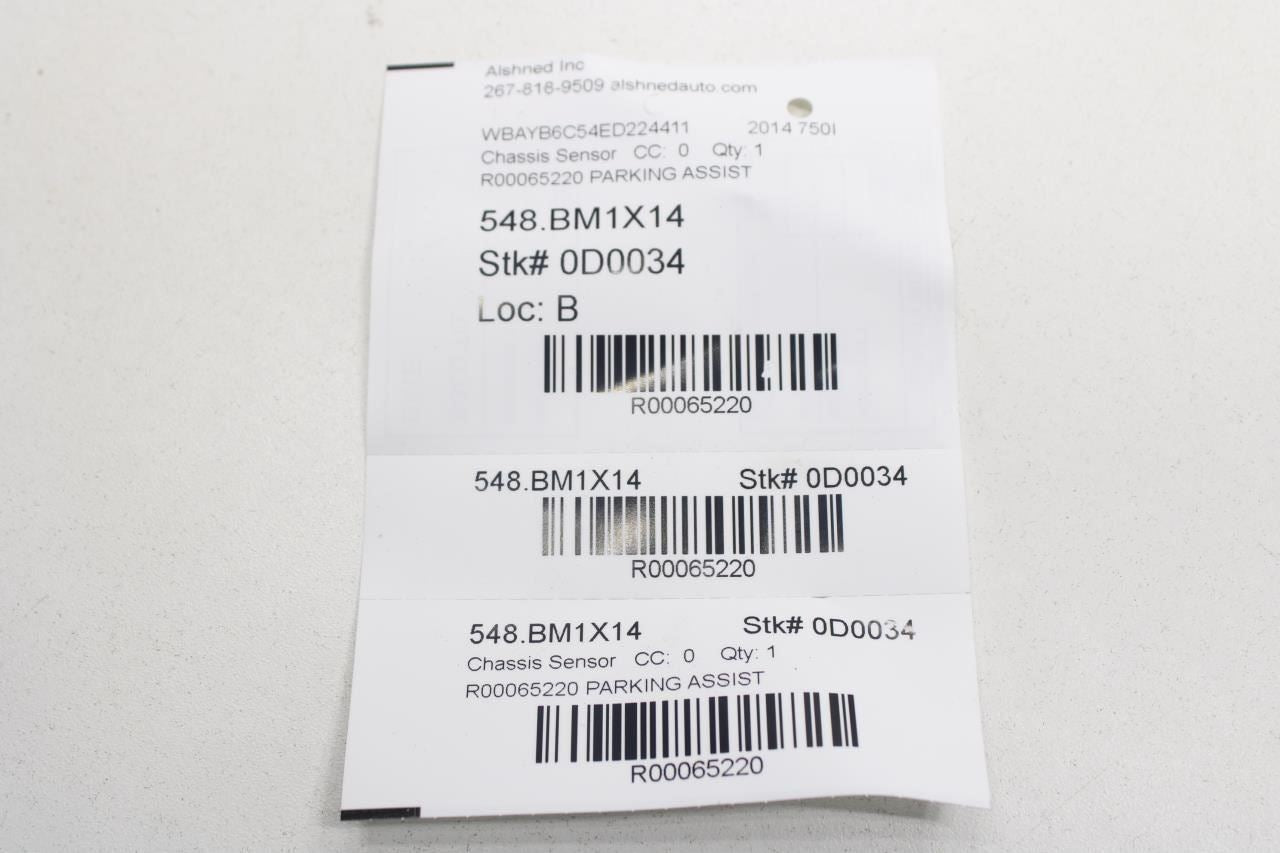 Alshned Inc
267-818-9509 alshnedauto.com
WBAYB6C54ED224411 2014 750I
Chassis Sensor CC: 0 Qty: 1
R00065220 PARKING ASSIST
548.BM1X14
Stk# 0D0034
Loc: B
R00065220
548.BM1X14 Stk# 0D0034
R00065220
548.BM1X14 Stk# 0D0034
Chassis Sensor CC: 0 Qty: 1
R00065220 PARKING ASSIST
R00065220